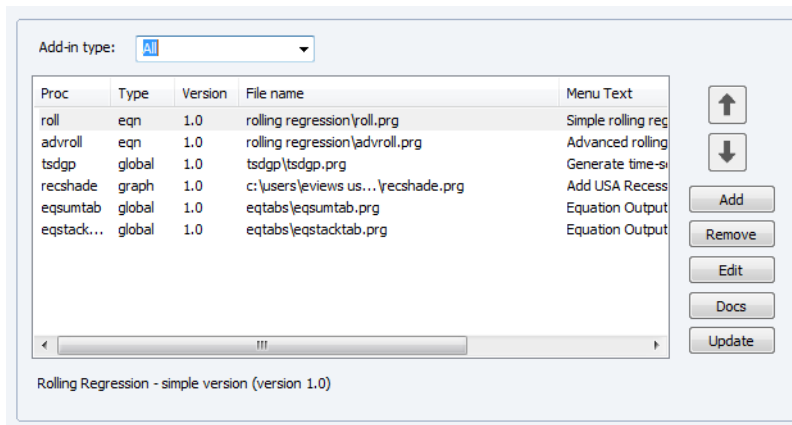 Add-in type: All
Proc Type Version File name Menu Text
roll eqn 1.0 rolling regression\roll.prg Simple rolling reg
advroll eqn 1.0 rolling regression\advroll.prg Advanced rolling
tsdgp global 1.0 tsdgp\tsdgp.prg Generate time-s
recshade graph 1.0 c:\users\eviews us...\recshade.prg Add USA Recess
eqsumtab global 1.0 eqtabs\eqsumtab.prg Equation Output
eqstack... global 1.0 eqtabs\eqstacktab.prg Equation Output
Add
Remove
Edit
Docs
Update
Rolling Regression - simple version (version 1.0)